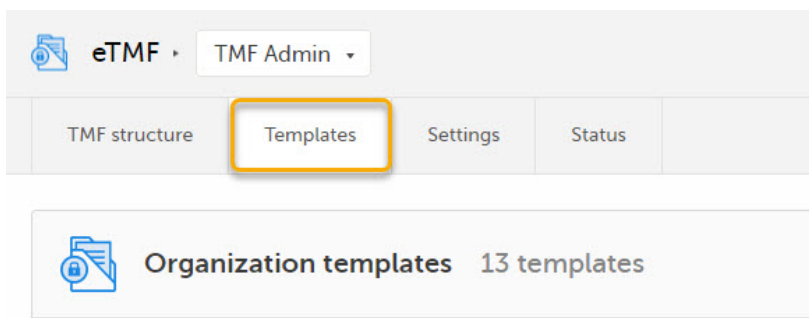 eTMF TMF Admin
TMF structure Templates Settings Status
Organization templates 13 templates